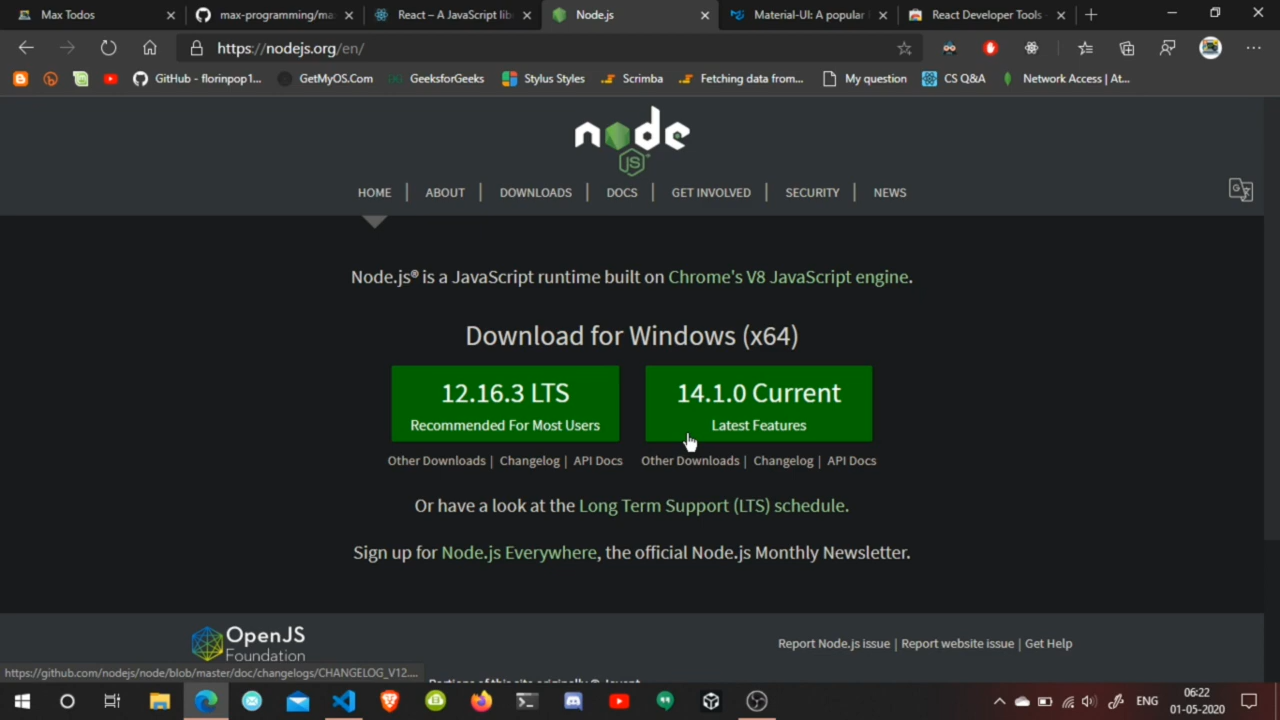 Max Todos
max-programming/ma
React – A JavaScript lib
Node.js
Material-UI: A popular
React Developer Tools -
https://nodejs.org/en/
GitHub - florinpop1...
GetMyOS.Com
GeeksforGeeks
Stylus Styles
Scrimba
Fetching data from...
My question
CS Q&A
Network Access | At...
node
JS
HOME | ABOUT | DOWNLOADS | DOCS | GET INVOLVED | SECURITY | NEWS
Node.js® is a JavaScript runtime built on Chrome's V8 JavaScript engine.
Download for Windows (x64)
12.16.3 LTS
Recommended For Most Users
14.1.0 Current
Latest Features
Other Downloads | Changelog | API Docs
Other Downloads | Changelog | API Docs
Or have a look at the Long Term Support (LTS) schedule.
Sign up for Node.js Everywhere, the official Node.js Monthly Newsletter.
OpenJS
Foundation
Report Node.js issue | Report website issue | Get Help
https://github.com/nodejs/node/blob/master/doc/changelogs/CHANGELOG_V12....
ENG
06:22
01-05-2020